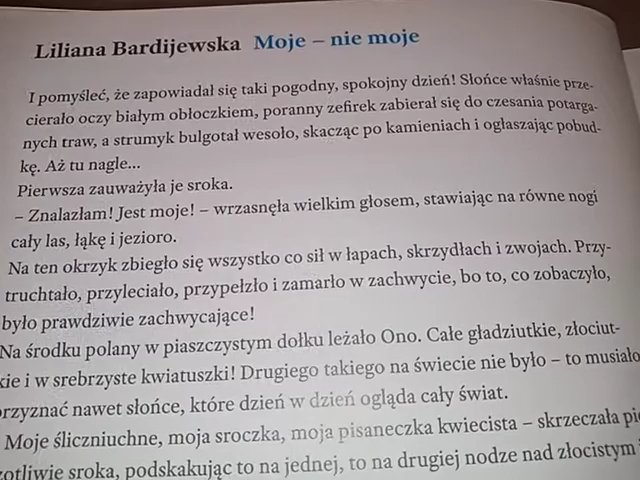 Liliana Bardijewska Moje – nie moje
I pomyśleć, że zapowiadał się taki pogodny, spokojny dzień! Słońce właśnie prze-
cierało oczy białym obłoczkiem, poranny zefirek zabierał się do czesania potarga-
nych traw, a strumyk bulgotał wesoło, skacząc po kamieniach i ogłaszając pobud-
kę. Aż tu nagle...
Pierwsza zauważyła je sroka.
– Znalazłam! Jest moje! – wrzasnęła wielkim głosem, stawiając na równe nogi
cały las, łąkę i jezioro.
Na ten okrzyk zbiegło się wszystko co sił w łapach, skrzydłach i zwojach. Przy-
truchtało, przyleciało, przypełzło i zamarło w zachwycie, bo to, co zobaczyło,
było prawdziwie zachwycające!
Na środku polany w piaszczystym dołku leżało Ono. Całe gładziutkie, złociut-
kie i w srebrzyste kwiatuszki! Drugiego takiego na świecie nie było – to musiało
przyznać nawet słońce, które dzień w dzień ogląda cały świat.
Moje śliczniuchne, moja sroczka, moja pisaneczka kwiecista – skrzeczała
sroka, podskakując to na jednej, to na drugiej nodze nad złocistym